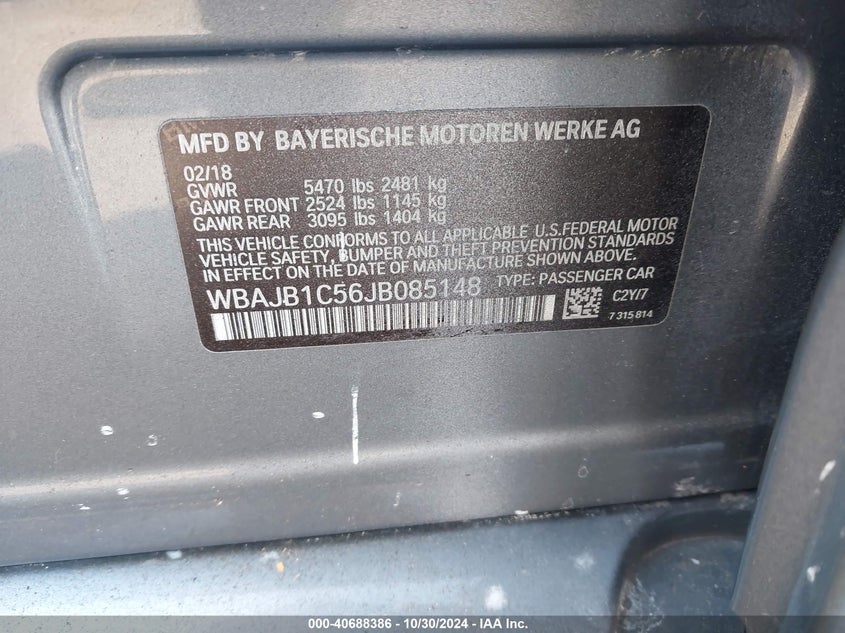 MFD BY BAYERISCHE MOTOREN WERKE AG
02/18
GVWR 5470 lbs 2481 kg
GAWR FRONT 2524 lbs 1145 kg
GAWR REAR 3095 lbs 1404 kg
THIS VEHICLE CONFORMS TO ALL APPLICABLE U.S.FEDERAL MOTOR
VEHICLE SAFETY, BUMPER AND THEFT PREVENTION STANDARDS
IN EFFECT ON THE DATE OF MANUFACTURE SHOWN ABOVE.
WBAJB1C56JB085148 TYPE: PASSENGER CAR
C2Y/7
7 315 814
000-40688386 - 10/30/2024 - IAA Inc.